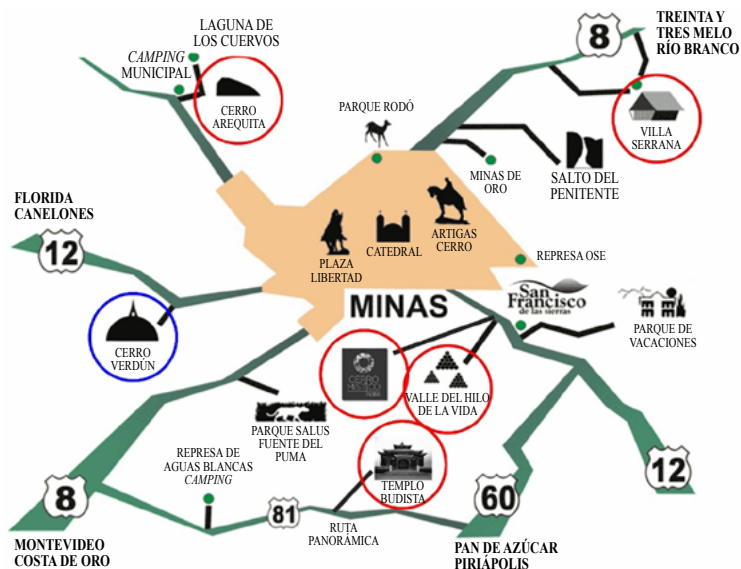 LAGUNA DE
LOS CUERVOS
CAMPING
MUNICIPAL
CERRO
AREQUITA
8
TREINTA Y
TRES MELO
RÍO BRANCO
PARQUE RODÓ
VILLA
SERRANA
MINAS DE
ORO
SALTO DEL
PENITENTE
FLORIDA
CANELONES
12
PLAZA
LIBERTAD
CATEDRAL
ARTIGAS
CERRO
REPRESA OSE
MINAS
San
Francisco
de las sierras
PARQUE DE
VACACIONES
CERRO
VERDÚN
CERRO
MÍSTICO
VALLE DEL HILO
DE LA VIDA
PARQUE SALUS
FUENTE DEL
PUMA
REPRESA DE
AGUAS BLANCAS
CAMPING
TEMPLO
BUDISTA
12
8
81
60
RUTA
PANORÁMICA
MONTEVIDEO
COSTA DE ORO
PAN DE AZÚCAR
PIRIÁPOLIS